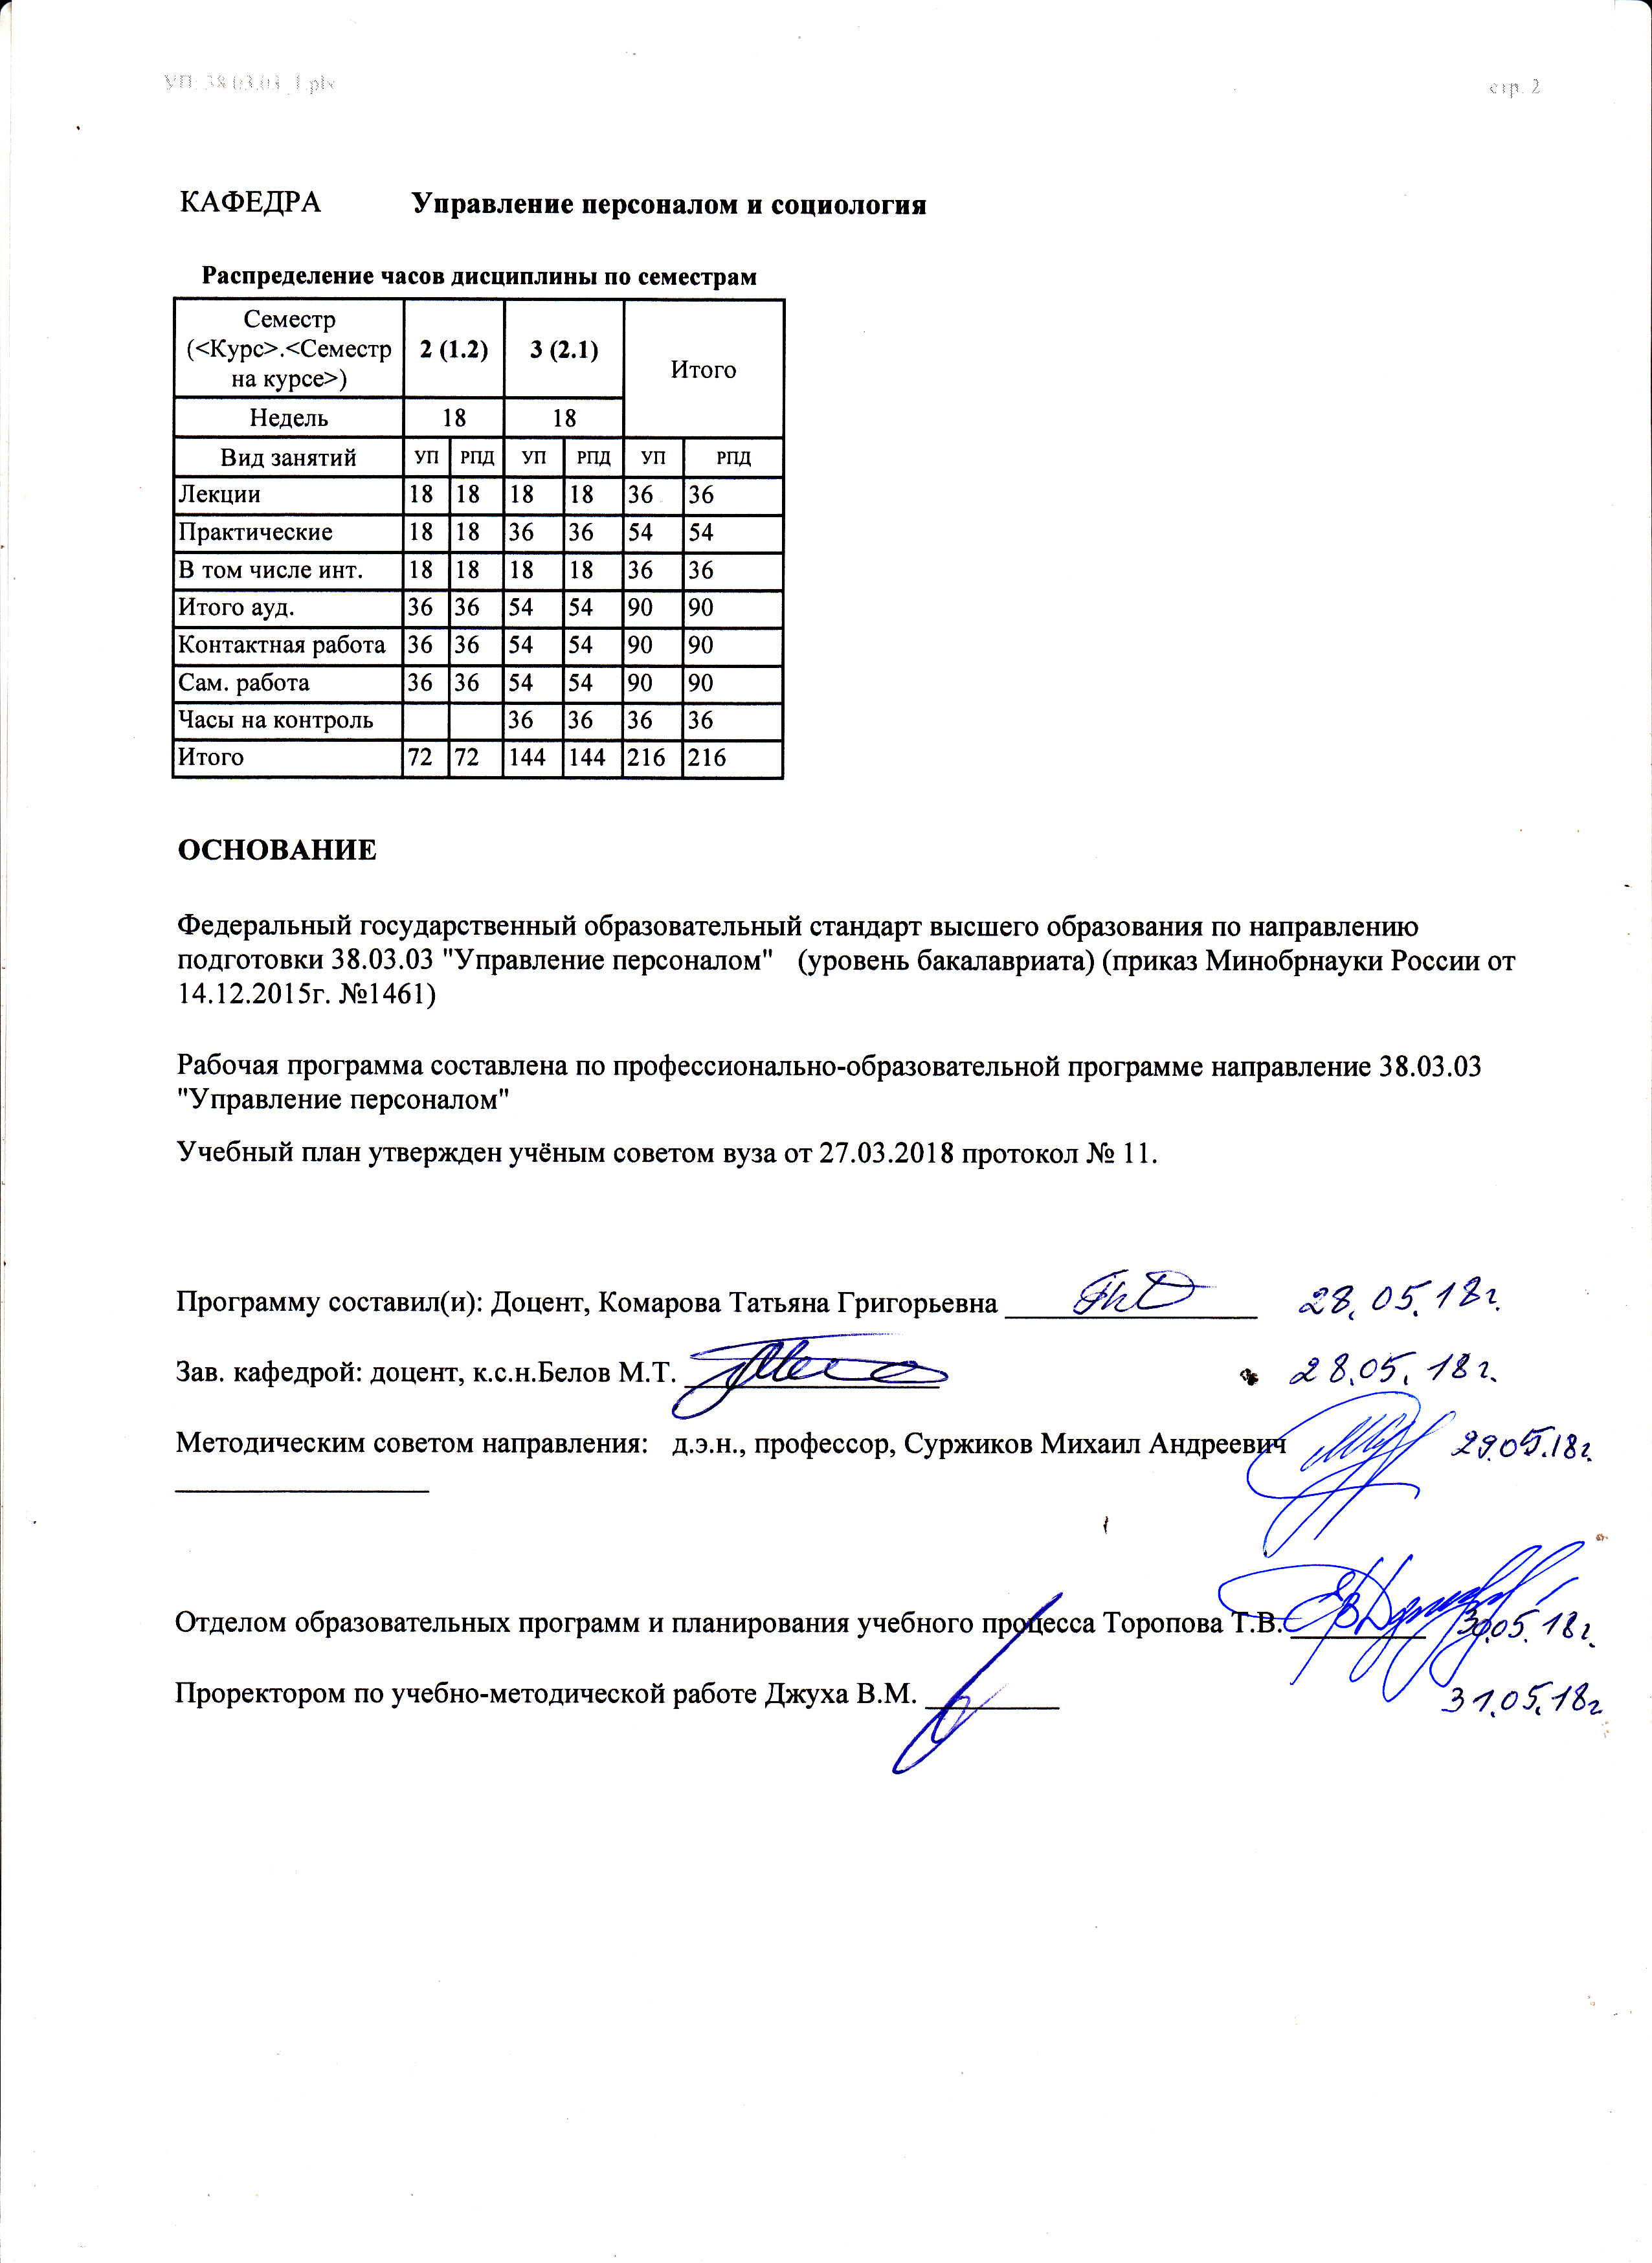 УП: 38.03.03_1.plx
стр. 2
КАФЕДРА Управление персоналом и социология
Распределение часов дисциплины по семестрам
Семестр
(<Курс>.<Семестр
на курсе>) 2 (1.2) 3 (2.1) Итого
Недель 18 18
Вид занятий УП РПД УП РПД УП РПД
Лекции 18 18 18 18 36 36
Практические 18 18 36 36 54 54
В том числе инт. 18 18 18 18 36 36
Итого ауд. 36 36 54 54 90 90
Контактная работа 36 36 54 54 90 90
Сам. работа 36 36 54 54 90 90
Часы на контроль 36 36 36 36
Итого 72 72 144 144 216 216
ОСНОВАНИЕ
Федеральный государственный образовательный стандарт высшего образования по направлению
подготовки 38.03.03 "Управление персоналом" (уровень бакалавриата) (приказ Минобрнауки России от
14.12.2015г. №1461)
Рабочая программа составлена по профессионально-образовательной программе направление 38.03.03
"Управление персоналом"
Учебный план утвержден учёным советом вуза от 27.03.2018 протокол № 11.
Программу составил(и): Доцент, Комарова Татьяна Григорьевна __________________ 28.05.18г.
Зав. кафедрой: доцент, к.с.н.Белов М.Т. __________________ 28.05.18г.
Методическим советом направления: д.э.н., профессор, Суржиков Михаил Андреевич 29.05.18г.
__________________
Отделом образовательных программ и планирования учебного процесса Торопова Т.В. __________ 05.18г.
Проректором по учебно-методической работе Джуха В.М. __________ 31.05.18г